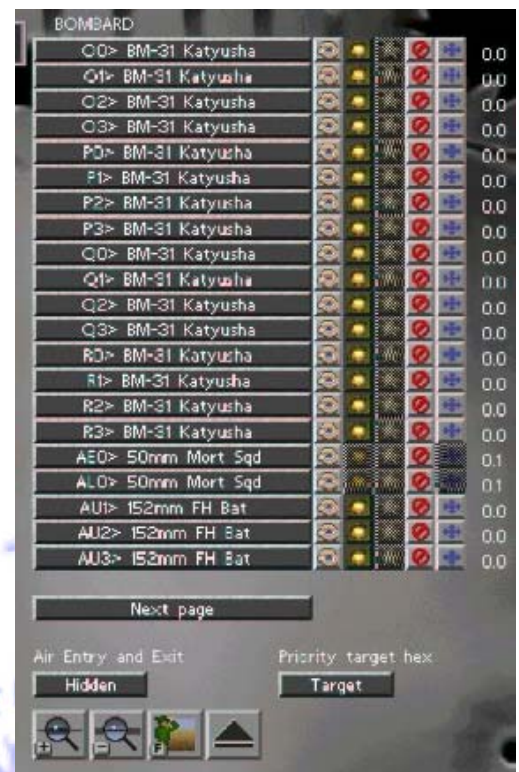 BOMBARD
O0> BM-31 Katyusha 0.0
O1> BM-31 Katyusha 0.0
O2> BM-31 Katyusha 0.0
O3> BM-31 Katyusha 0.0
P0> BM-31 Katyusha 0.0
P1> BM-31 Katyusha 0.0
P2> BM-31 Katyusha 0.0
P3> BM-31 Katyusha 0.0
Q0> BM-31 Katyusha 0.0
Q1> BM-31 Katyusha 0.0
Q2> BM-31 Katyusha 0.0
Q3> BM-31 Katyusha 0.0
R0> BM-31 Katyusha 0.0
R1> BM-31 Katyusha 0.0
R2> BM-31 Katyusha 0.0
R3> BM-31 Katyusha 0.0
AE0> 50mm Mort Sqd 0.1
AL0> 50mm Mort Sqd 0.1
AU1> 152mm FH Bat 0.0
AU2> 152mm FH Bat 0.0
AU3> 152mm FH Bat 0.0
Next page
Air Entry and Exit Priority target hex
Hidden Target
+ - F